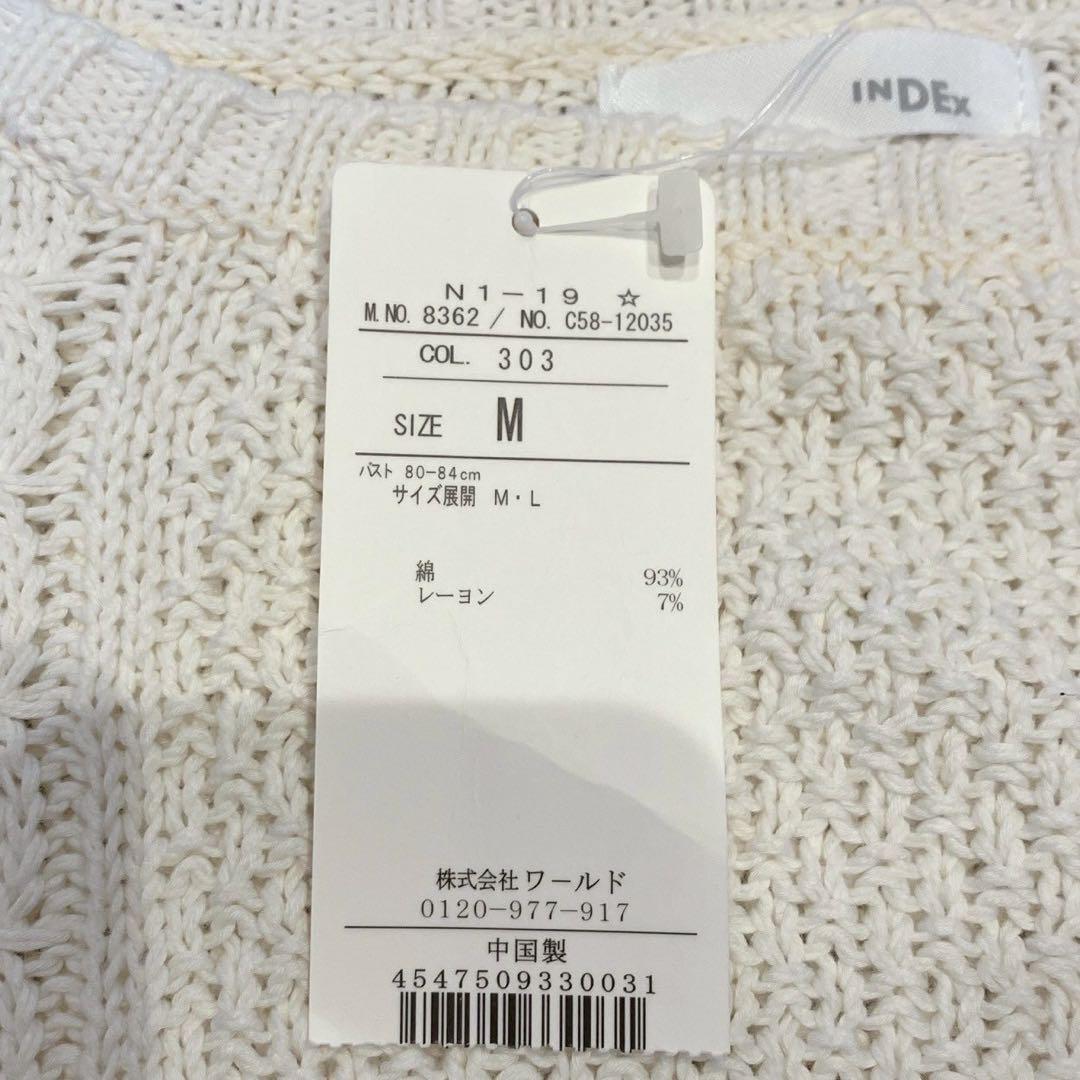 INDEX
N1-19 ☆
M.NO. 8362 / NO. C58-12035
COL. 303
SIZE M
バスト 80-84cm
サイズ展開 M・L
綿 93%
レーヨン 7%
株式会社ワールド
0120-977-917
中国製
4547509330031